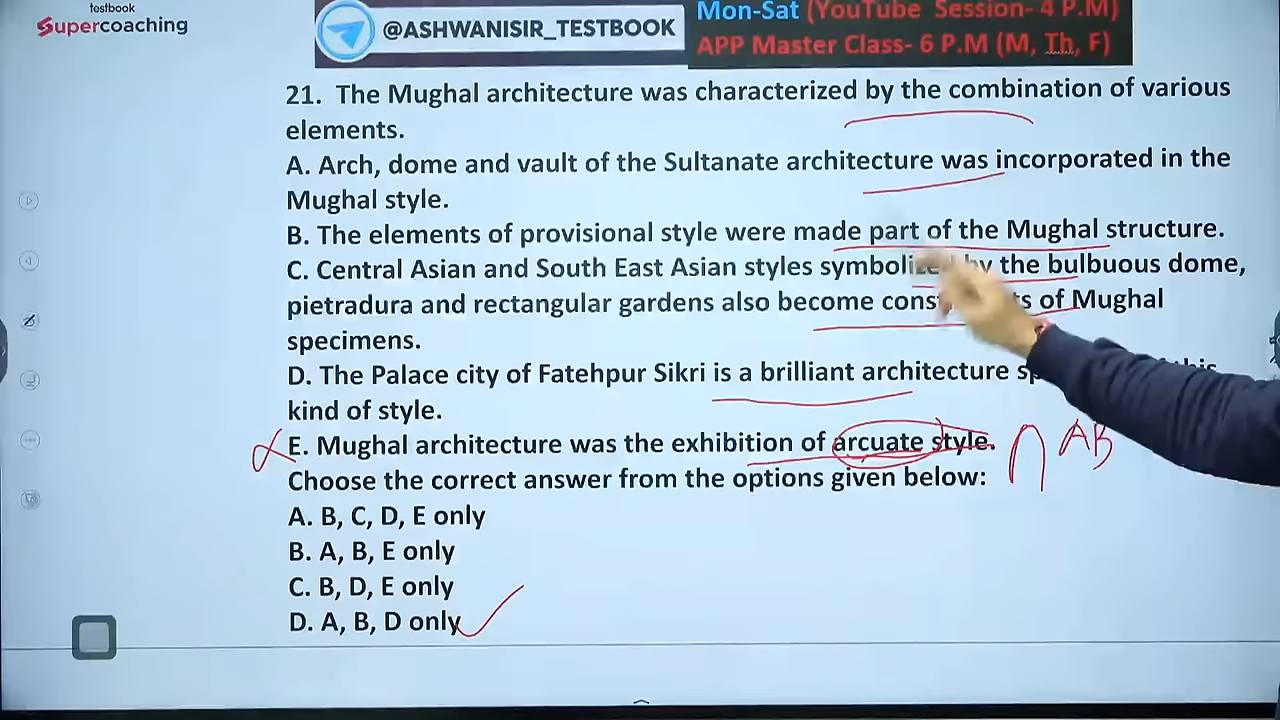 testbook
Supercoaching
@ASHWANISIR_TESTBOOK
Mon-Sat (YouTube Session- 4 P.M)
APP Master Class- 6 P.M (M, Th, F)
21. The Mughal architecture was characterized by the combination of various
elements.
A. Arch, dome and vault of the Sultanate architecture was incorporated in the
Mughal style.
B. The elements of provisional style were made part of the Mughal structure.
C. Central Asian and South East Asian styles by the bulbuous dome,
pietradura and rectangular gardens also become of Mughal
specimens.
D. The Palace city of Fatehpur Sikri is a brilliant architecture
kind of style.
E. Mughal architecture was the exhibition of arcuate style. AB
Choose the correct answer from the options given below:
A. B, C, D, E only
B. A, B, E only
C. B, D, E only
D. A, B, D only